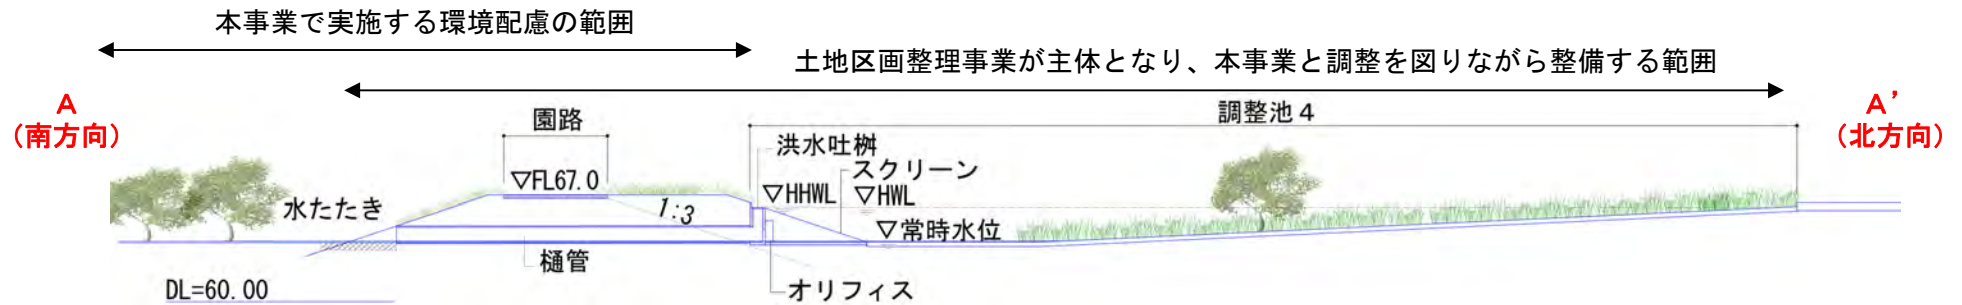 本事業で実施する環境配慮の範囲
土地区画整理事業が主体となり、本事業と調整を図りながら整備する範囲
A
(南方向)
A'
(北方向)
園路
調整池4
洪水吐桝
スクリーン
▽FL67.0
▽HHWL
▽HWL
水たたき
1:3
▽常時水位
樋管
DL=60.00
オリフィス